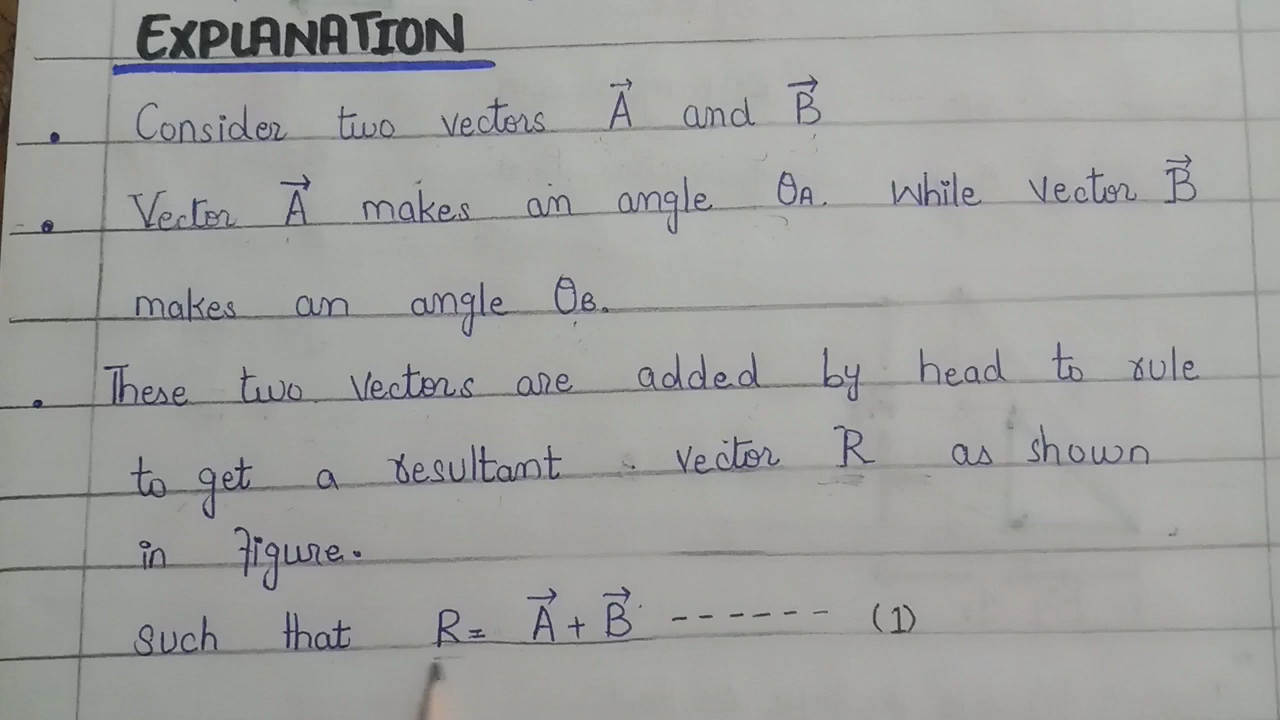 EXPLANATION
• Consider two vectors A⃗ and B⃗
• Vector A⃗ makes an angle θA. While vector B⃗
makes an angle θB.
• These two vectors are added by head to rule
to get a resultant vector R as shown
in figure.
such that R = A⃗ + B⃗ ------ (1)